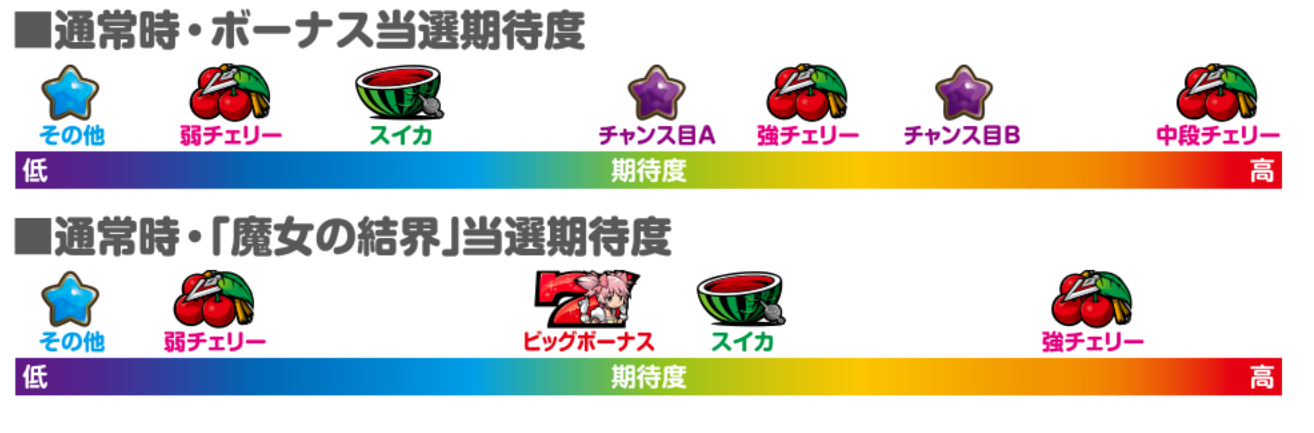 ■通常時・ボーナス当選期待度
その他 弱チェリー スイカ チャンス目A 強チェリー チャンス目B 中段チェリー
低 期待度 高
■通常時・「魔女の結界」当選期待度
その他 弱チェリー ビッグボーナス スイカ 強チェリー
低 期待度 高